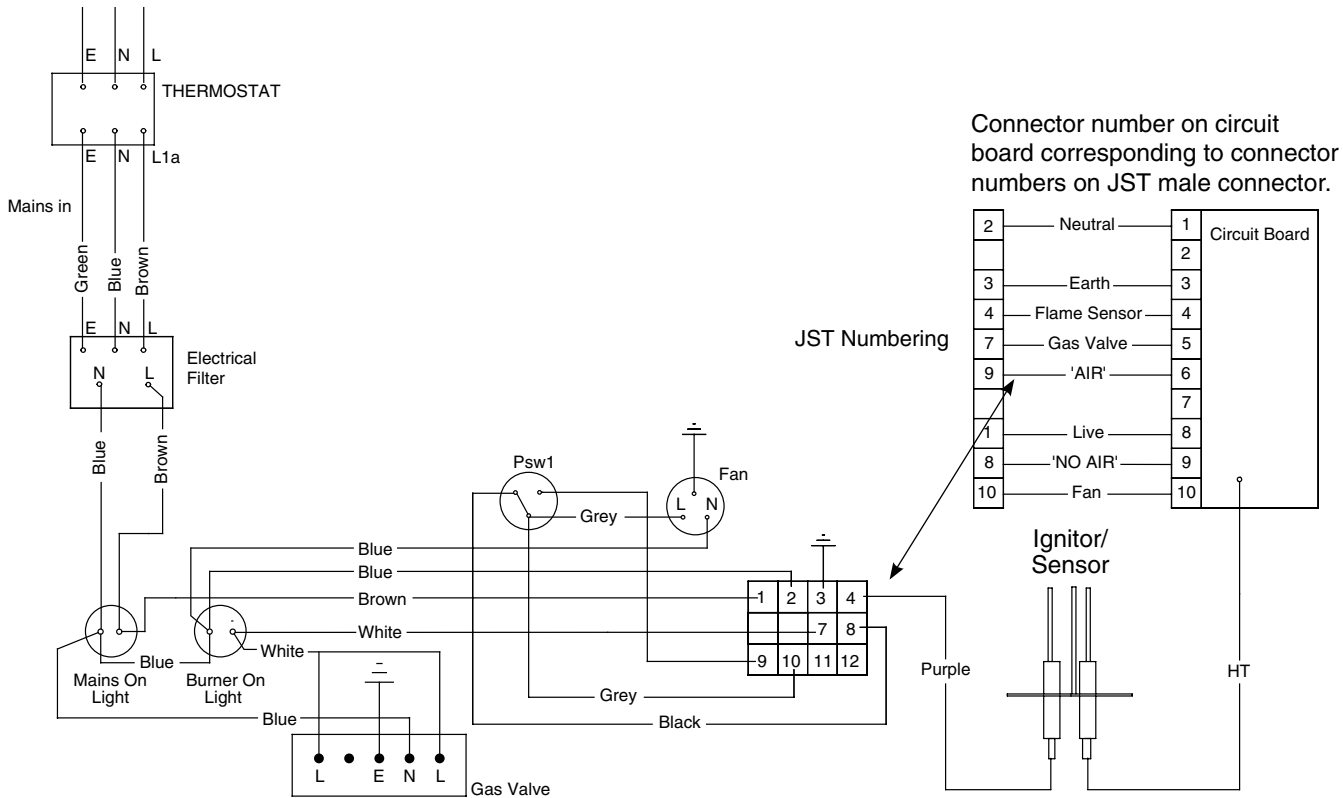 E N L
THERMOSTAT
E N L1a
Mains in
Green
Blue
Brown
E N L
N L
Electrical
Filter
Blue
Brown
Connector number on circuit
board corresponding to connector
numbers on JST male connector.
2 Neutral 1 Circuit Board
2
3 Earth 3
4 Flame Sensor 4
JST Numbering
7 Gas Valve 5
9 'AIR' 6
7
1 Live 8
8 'NO AIR' 9
10 Fan 10
Psw1
Fan
L N
Grey
Blue
Blue
Brown
White
1 2 3 4
7 8
9 10 11 12
Blue
White
Mains On
Light
Burner On
Light
Grey
Black
Blue
L E N L
Gas Valve
Ignitor/
Sensor
Purple
HT